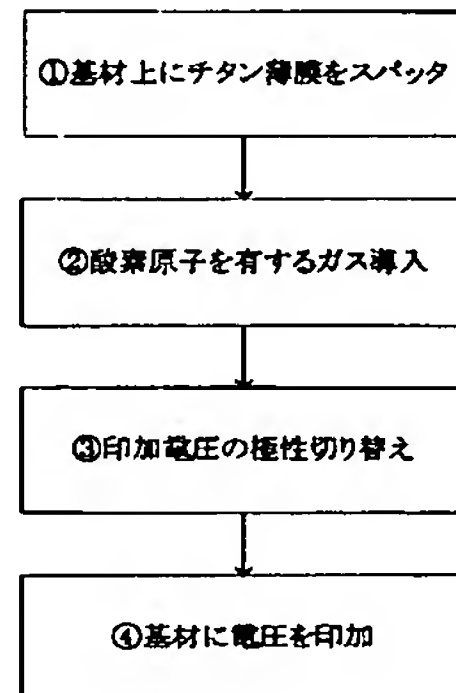 ①基材上にチタン薄膜をスパッタ
②酸素原子を有するガス導入
③印加電圧の極性切り替え
④基材に電圧を印加